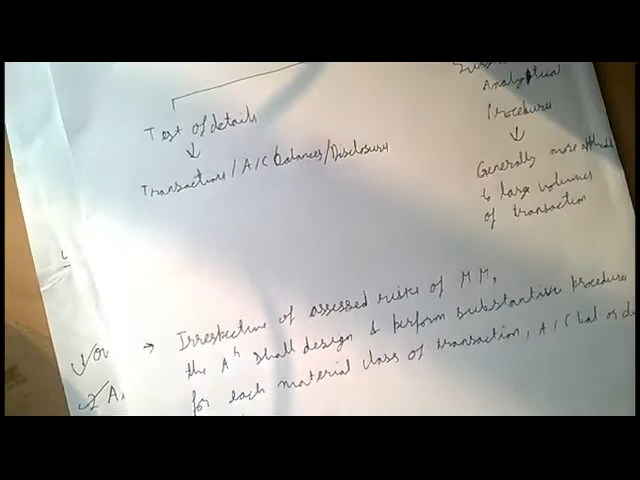 Analytical
Procedures
↓
Generally more applicable
to large volumes
of transaction
Test of details
↓
Transactions / A/C balances / Disclosures
→ Irrespective of assessed risks of MM,
the Ar shall design & perform substantive procedures
for each material class of transaction, A/C bal or